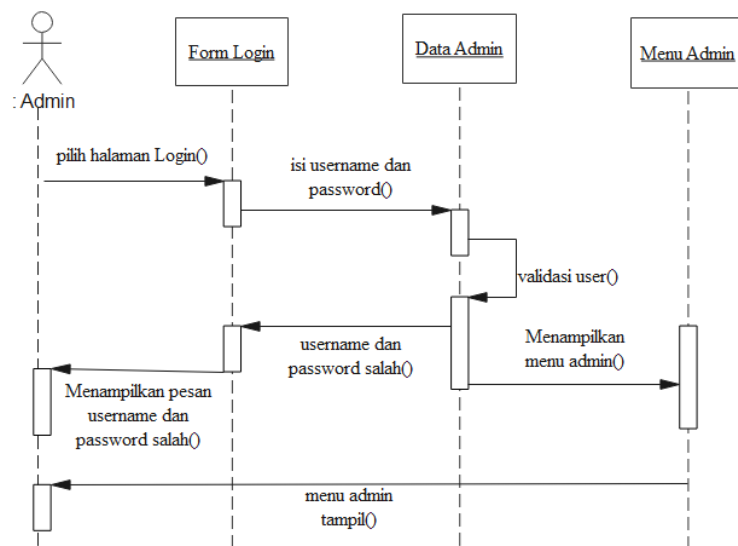 : Admin
Form Login
Data Admin
Menu Admin
pilih halaman Login()
isi username dan
password()
validasi user()
username dan
password salah()
Menampilkan
menu admin()
Menampilkan pesan
username dan
password salah()
menu admin
tampil()